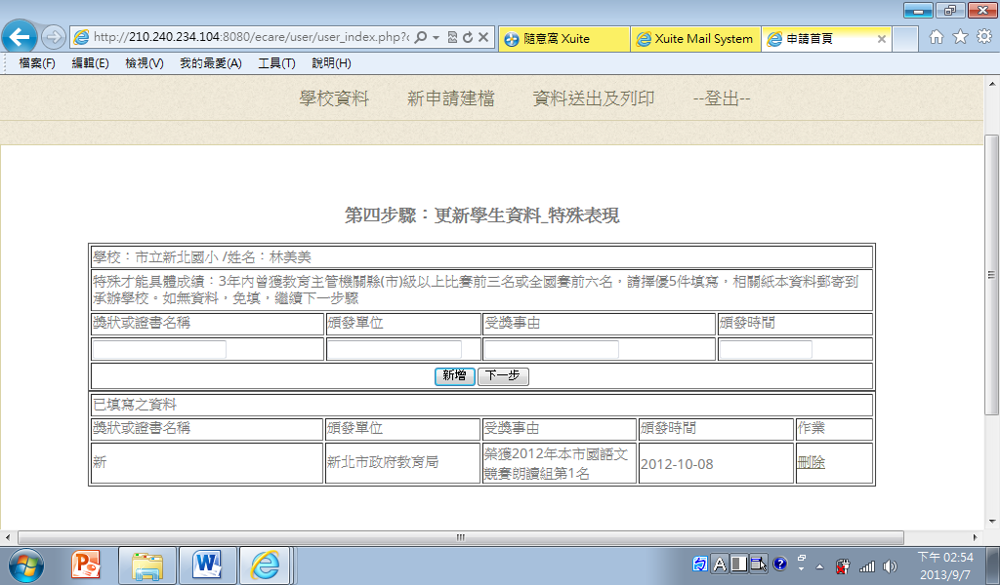 http://210.240.234.104:8080/ecare/user/user_index.php?c
隨意窩 Xuite
Xuite Mail System
申請首頁
檔案(F) 編輯(E) 檢視(V) 我的最愛(A) 工具(T) 說明(H)
學校資料 新申請建檔 資料送出及列印 --登出--
第四步驟：更新學生資料_特殊表現
學校：市立新北國小 /姓名：林美美
特殊才能具體成績：3年內曾獲教育主管機關縣(市)級以上比賽前三名或全國賽前六名，請擇優5件填寫，相關紙本資料郵寄到
承辦學校。如無資料，免填，繼續下一步驟
獎狀或證書名稱 頒發單位 受獎事由 頒發時間
新增 下一步
已填寫之資料
獎狀或證書名稱 頒發單位 受獎事由 頒發時間 作業
新 新北市政府教育局 榮獲2012年本市國語文
競賽朗讀組第1名 2012-10-08 刪除
下午 02:54
2013/9/7